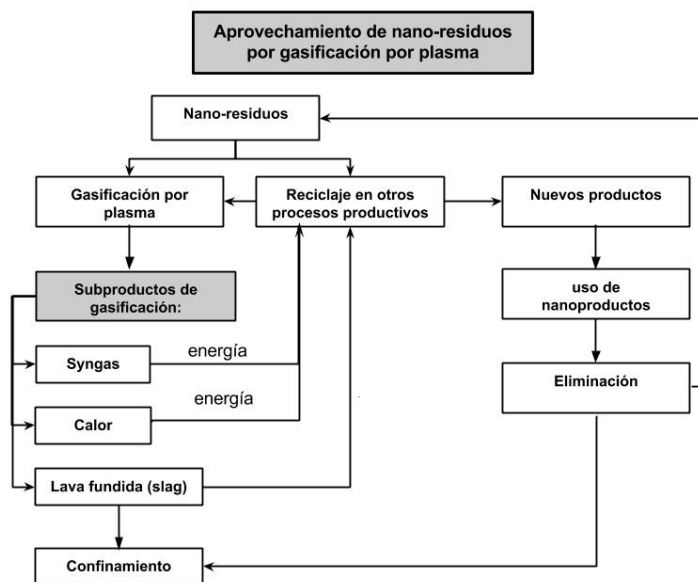 Aprovechamiento de nano-residuos
por gasificación por plasma
Nano-residuos
Gasificación por
plasma
Reciclaje en otros
procesos productivos
Nuevos productos
Subproductos de
gasificación:
uso de
nanoproductos
Syngas
energía
Eliminación
Calor
energía
Lava fundida (slag)
Confinamiento